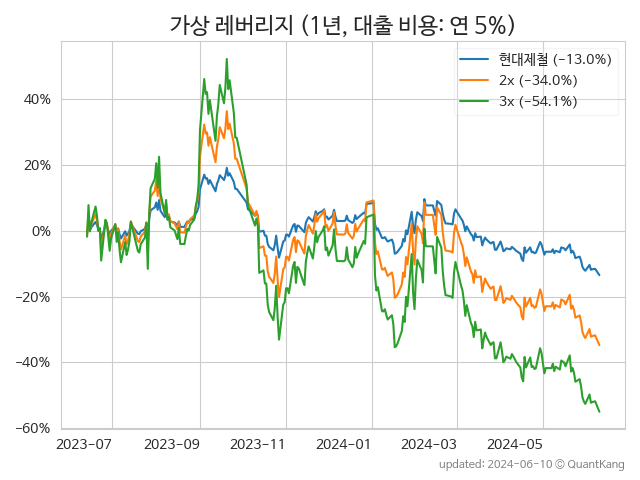 가상 레버리지 (1년, 대출 비용: 연 5%)
현대제철 (−13.0%)
2x (−34.0%)
3x (−54.1%)
40%
20%
0%
−20%
−40%
−60%
2023-07 2023-09 2023-11 2024-01 2024-03 2024-05
updated: 2024-06-10 © QuantKang